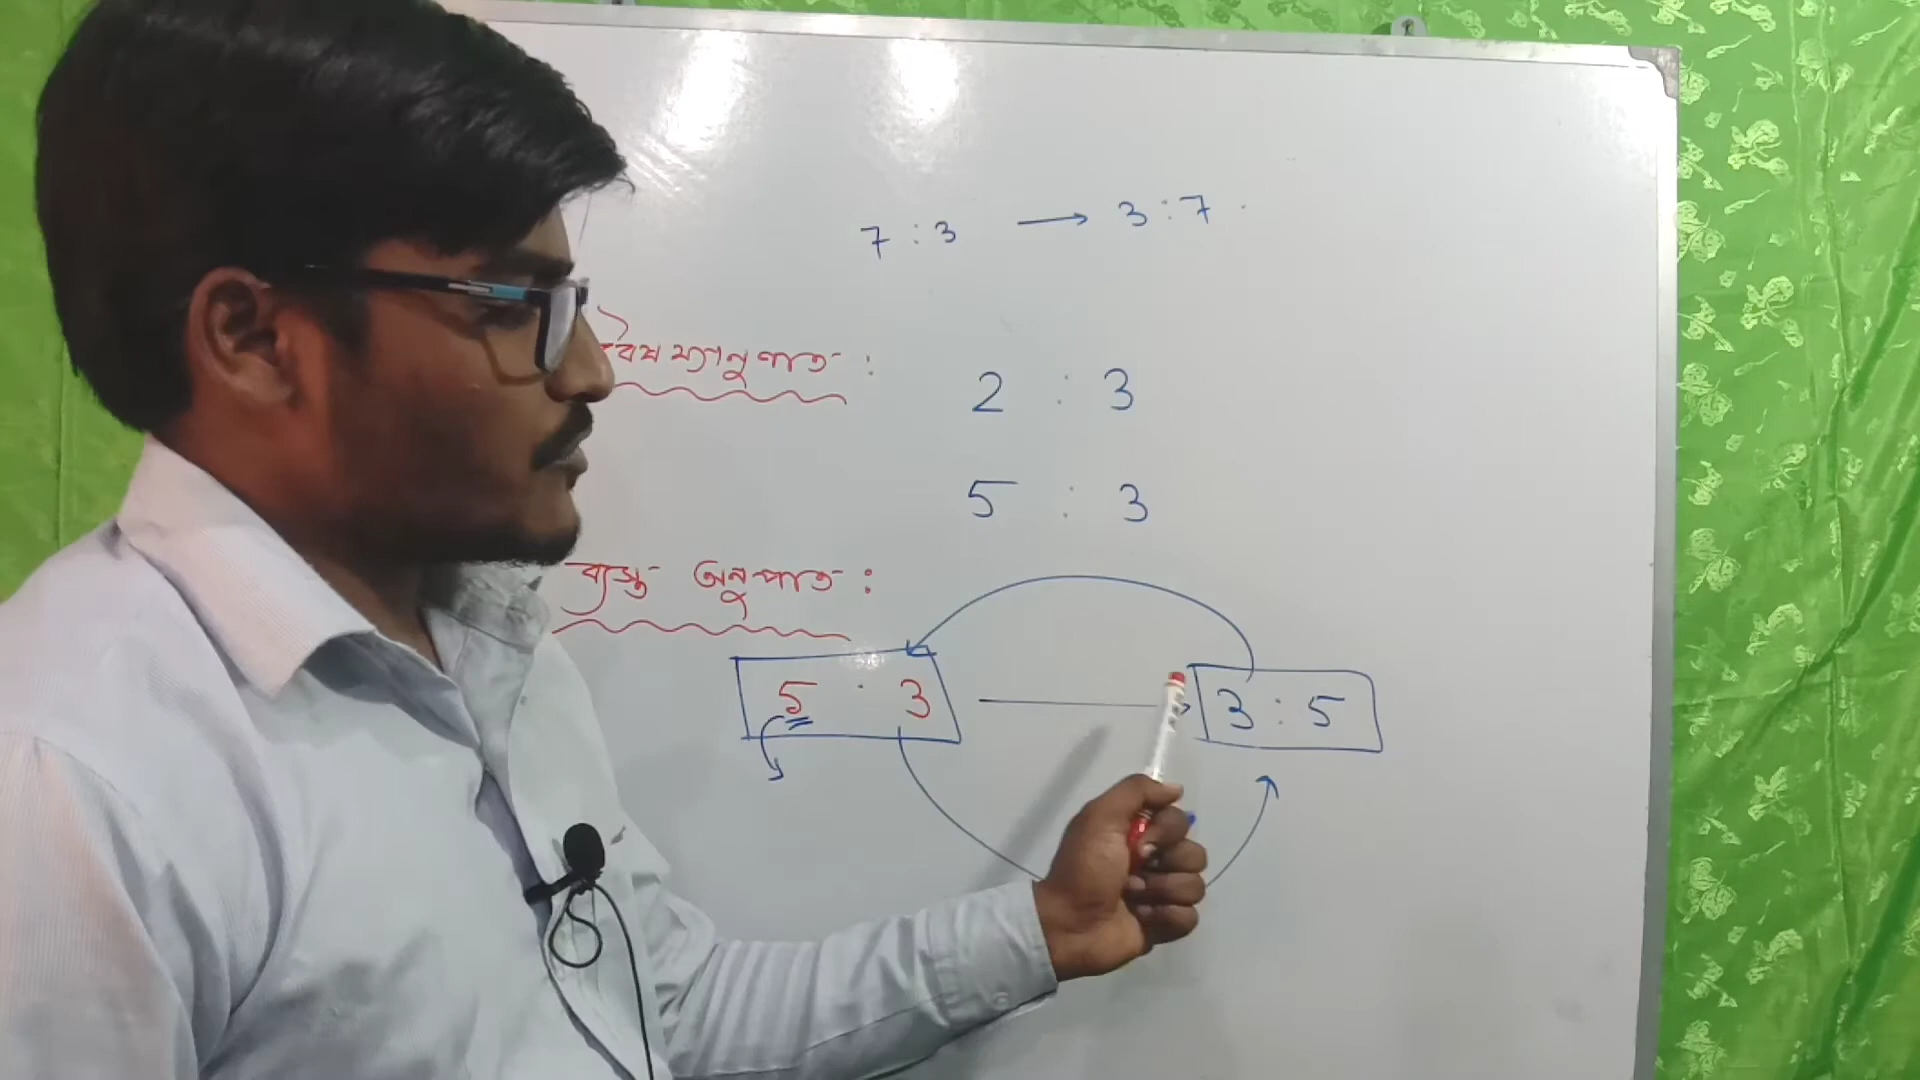 7 : 3 → 3 : 7
বৈষম্যানুপাত :
2 : 3
5 : 3
ব্যস্ত অনুপাত :
5 : 3 → 3 : 5